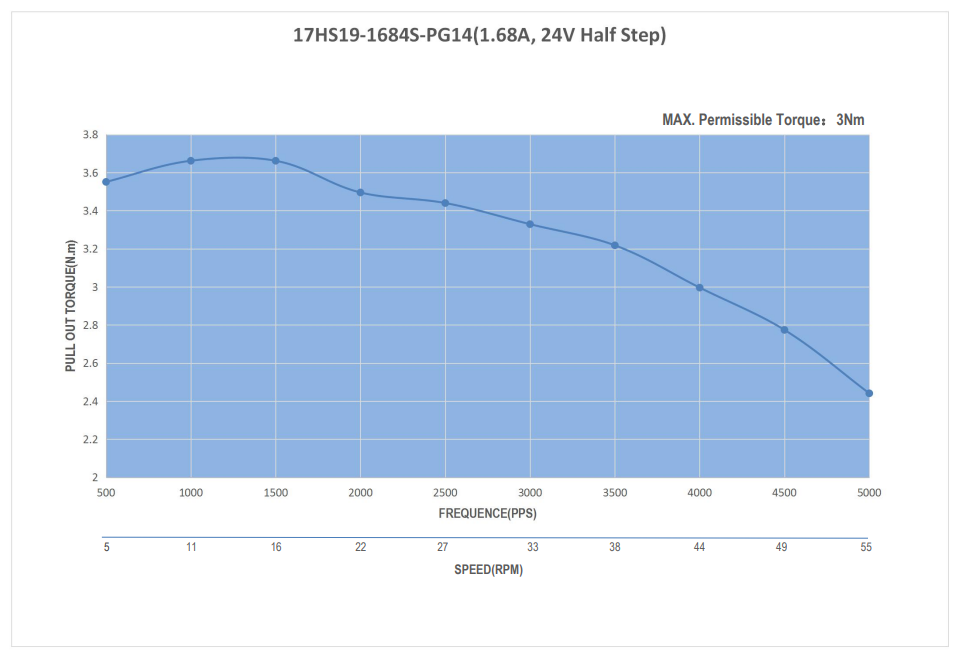 17HS19-1684S-PG14(1.68A, 24V Half Step)
MAX. Permissible Torque：3Nm
3.8
3.6
3.4
3.2
3
2.8
2.6
2.4
2.2
2
PULL OUT TORQUE(N.m)
500 1000 1500 2000 2500 3000 3500 4000 4500 5000
FREQUENCE(PPS)
5 11 16 22 27 33 38 44 49 55
SPEED(RPM)